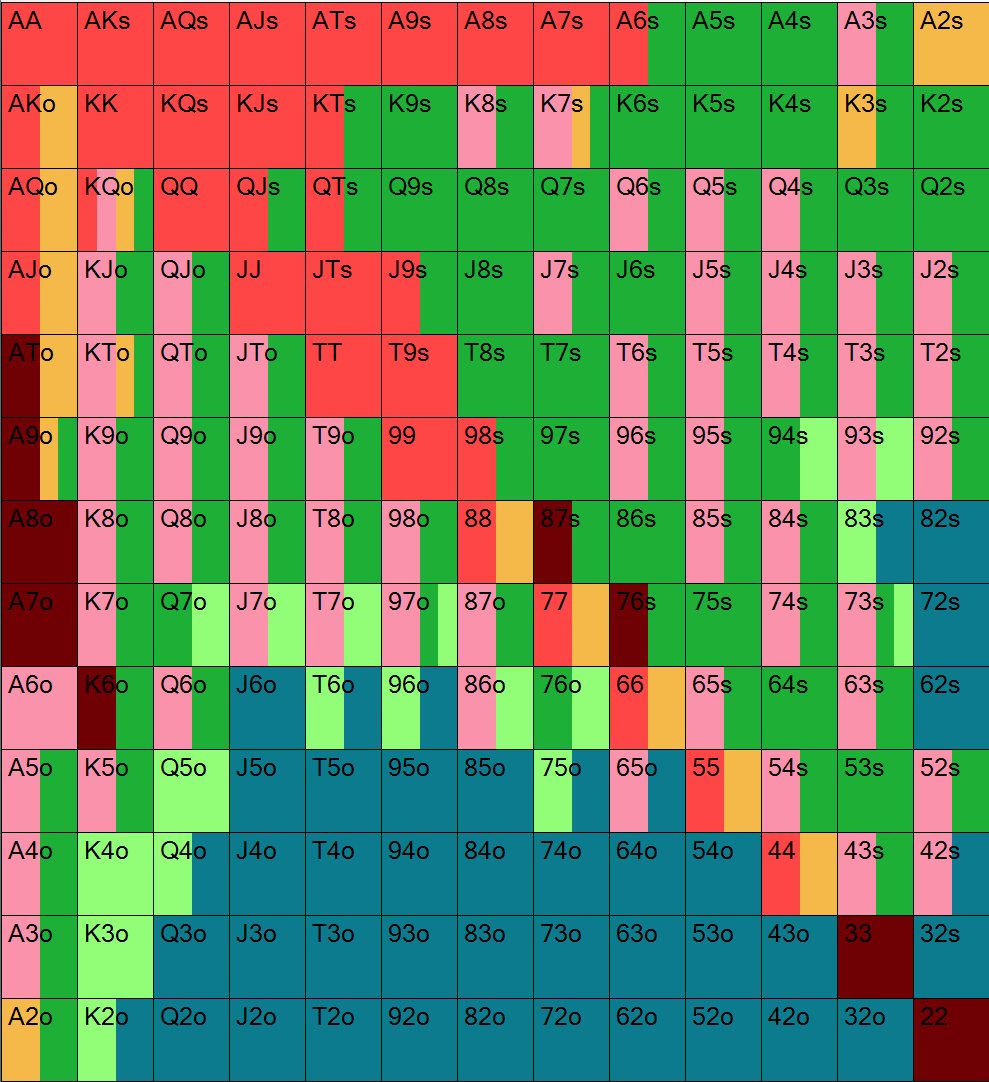 AA AKs AQs AJs ATs A9s A8s A7s A6s A5s A4s A3s A2s
AKo KK KQs KJs KTs K9s K8s K7s K6s K5s K4s K3s K2s
AQo KQo QQ QJs QTs Q9s Q8s Q7s Q6s Q5s Q4s Q3s Q2s
AJo KJo QJo JJ JTs J9s J8s J7s J6s J5s J4s J3s J2s
ATo KTo QTo JTo TT T9s T8s T7s T6s T5s T4s T3s T2s
A9o K9o Q9o J9o T9o 99 98s 97s 96s 95s 94s 93s 92s
A8o K8o Q8o J8o T8o 98o 88 87s 86s 85s 84s 83s 82s
A7o K7o Q7o J7o T7o 97o 87o 77 76s 75s 74s 73s 72s
A6o K6o Q6o J6o T6o 96o 86o 76o 66 65s 64s 63s 62s
A5o K5o Q5o J5o T5o 95o 85o 75o 65o 55 54s 53s 52s
A4o K4o Q4o J4o T4o 94o 84o 74o 64o 54o 44 43s 42s
A3o K3o Q3o J3o T3o 93o 83o 73o 63o 53o 43o 33 32s
A2o K2o Q2o J2o T2o 92o 82o 72o 62o 52o 42o 32o 22